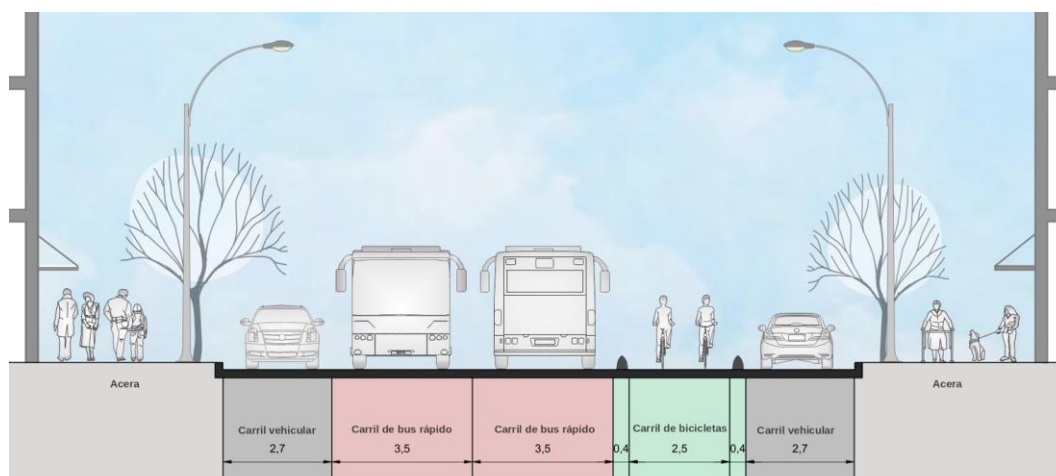 Acera
Carril vehicular
2,7
Carril de bus rápido
3,5
Carril de bus rápido
3,5
0,4
Carril de bicicletas
2,5
0,4
Carril vehicular
2,7
Acera